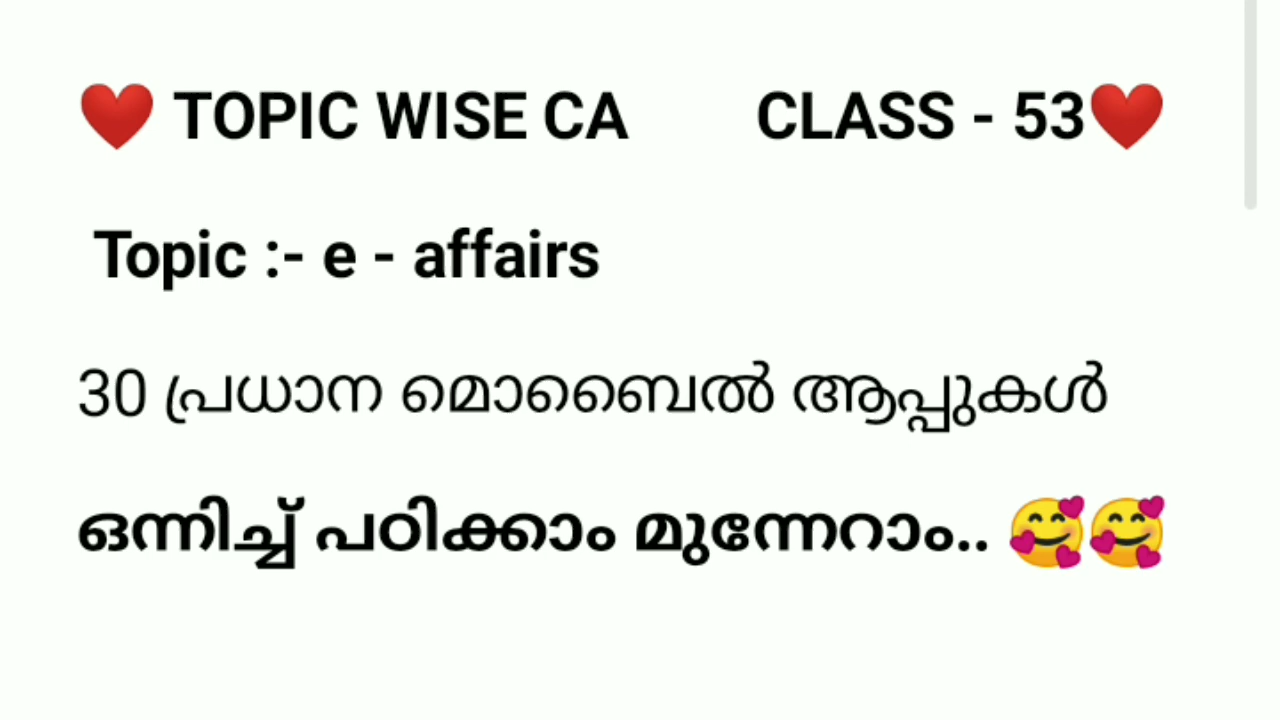 ❤️ TOPIC WISE CA CLASS - 53❤️
Topic :- e - affairs
30 പ്രധാന മൊബൈൽ ആപ്പുകൾ
ഒന്നിച്ച് പഠിക്കാം മുന്നേറാം.. 🥰🥰